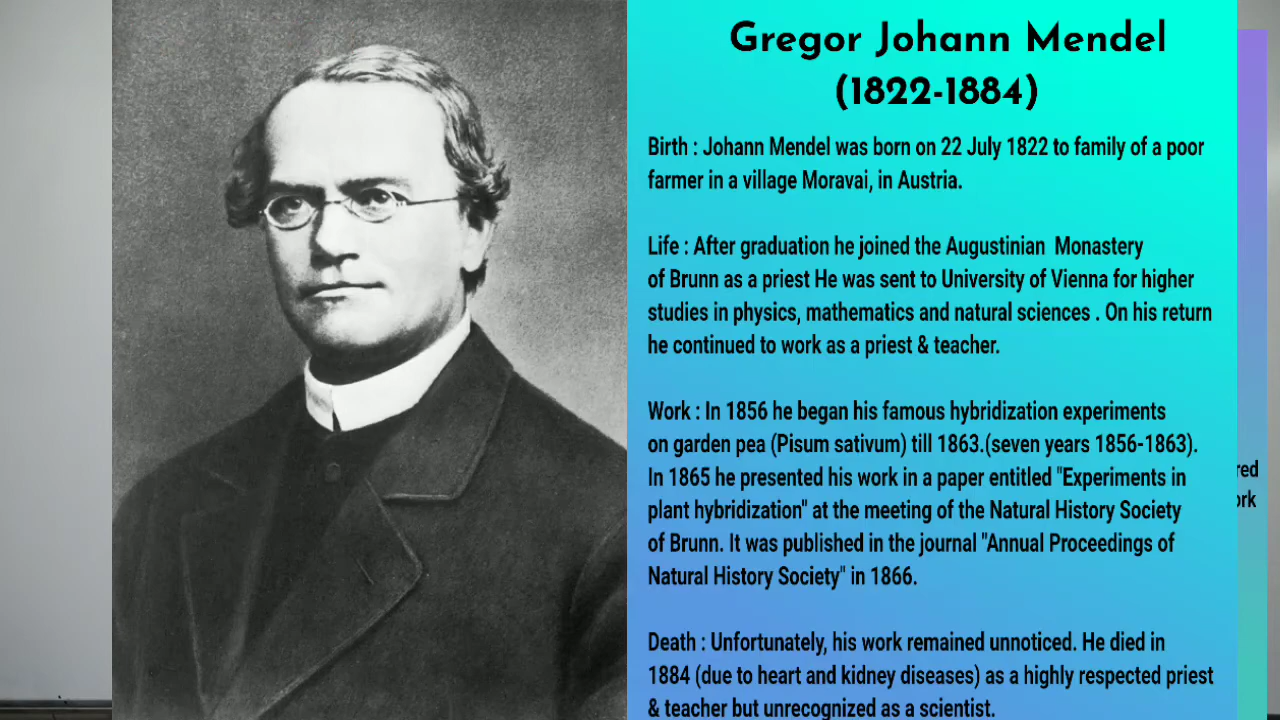 Gregor Johann Mendel
(1822-1884)
Birth : Johann Mendel was born on 22 July 1822 to family of a poor
farmer in a village Moravai, in Austria.
Life : After graduation he joined the Augustinian Monastery
of Brunn as a priest He was sent to University of Vienna for higher
studies in physics, mathematics and natural sciences . On his return
he continued to work as a priest & teacher.
Work : In 1856 he began his famous hybridization experiments
on garden pea (Pisum sativum) till 1863.(seven years 1856-1863).
In 1865 he presented his work in a paper entitled "Experiments in
plant hybridization" at the meeting of the Natural History Society
of Brunn. It was published in the journal "Annual Proceedings of
Natural History Society" in 1866.
Death : Unfortunately, his work remained unnoticed. He died in
1884 (due to heart and kidney diseases) as a highly respected priest
& teacher but unrecognized as a scientist.